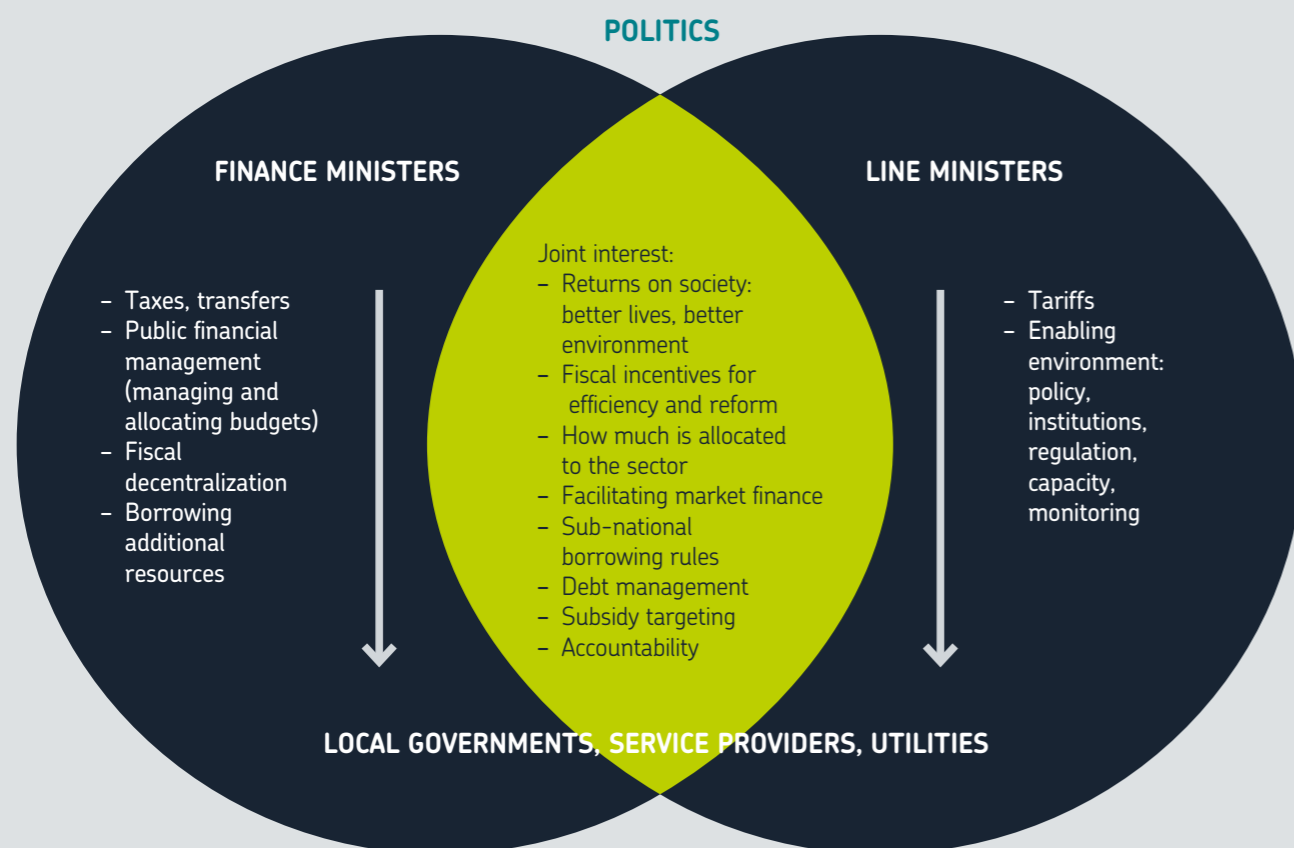 POLITICS
FINANCE MINISTERS
– Taxes, transfers
– Public financial
management
(managing and
allocating budgets)
– Fiscal
decentralization
– Borrowing
additional
resources
Joint interest:
– Returns on society:
better lives, better
environment
– Fiscal incentives for
efficiency and reform
– How much is allocated
to the sector
– Facilitating market finance
– Sub-national
borrowing rules
– Debt management
– Subsidy targeting
– Accountability
LINE MINISTERS
– Tariffs
– Enabling
environment:
policy,
institutions,
regulation,
capacity,
monitoring
LOCAL GOVERNMENTS, SERVICE PROVIDERS, UTILITIES